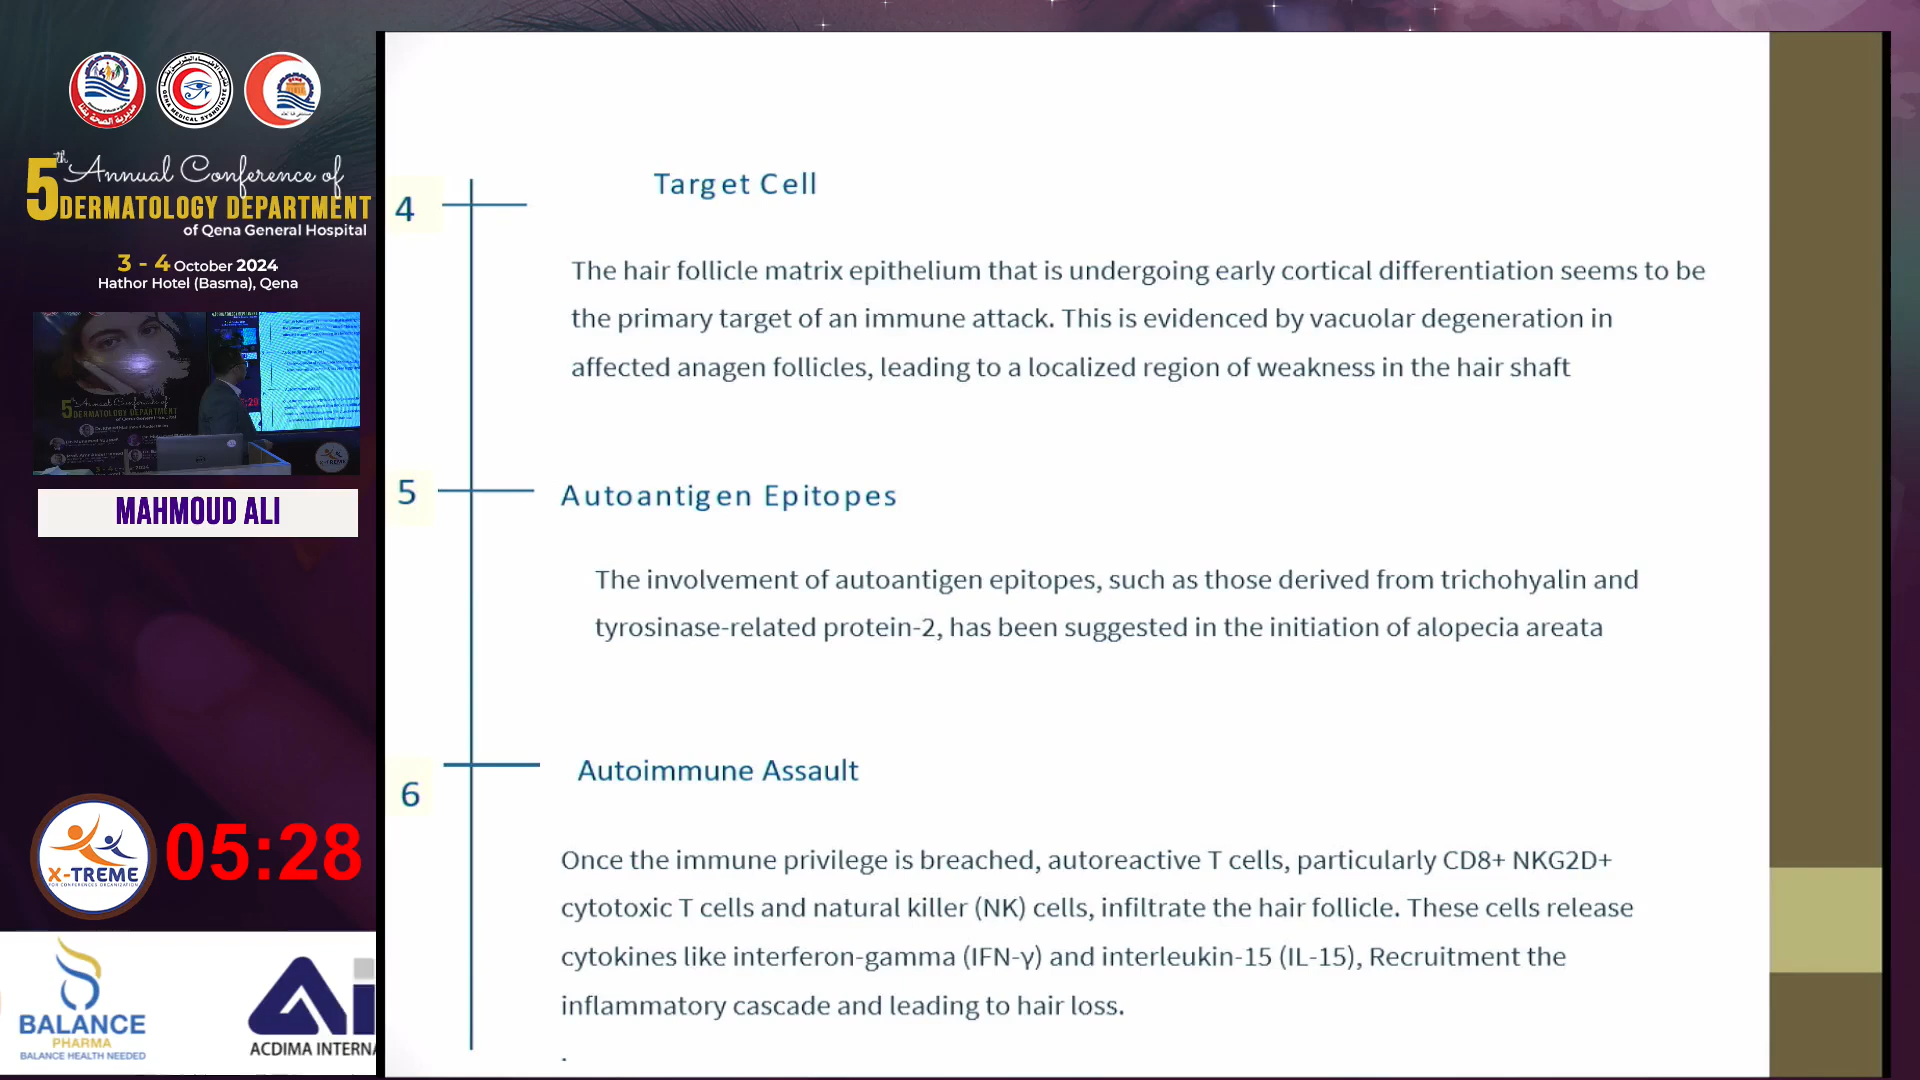 5th Annual Conference of
DERMATOLOGY DEPARTMENT
of Qena General Hospital
3 - 4 October 2024
Hathor Hotel (Basma), Qena
MAHMOUD ALI
X-TREME
FOR CONFERENCES ORGANIZATION
05:28
BALANCE
PHARMA
BALANCE HEALTH NEEDED
ACDIMA INTERNA
4
Target Cell
The hair follicle matrix epithelium that is undergoing early cortical differentiation seems to be
the primary target of an immune attack. This is evidenced by vacuolar degeneration in
affected anagen follicles, leading to a localized region of weakness in the hair shaft
5
Autoantigen Epitopes
The involvement of autoantigen epitopes, such as those derived from trichohyalin and
tyrosinase-related protein-2, has been suggested in the initiation of alopecia areata
6
Autoimmune Assault
Once the immune privilege is breached, autoreactive T cells, particularly CD8+ NKG2D+
cytotoxic T cells and natural killer (NK) cells, infiltrate the hair follicle. These cells release
cytokines like interferon-gamma (IFN-γ) and interleukin-15 (IL-15), Recruitment the
inflammatory cascade and leading to hair loss.
.